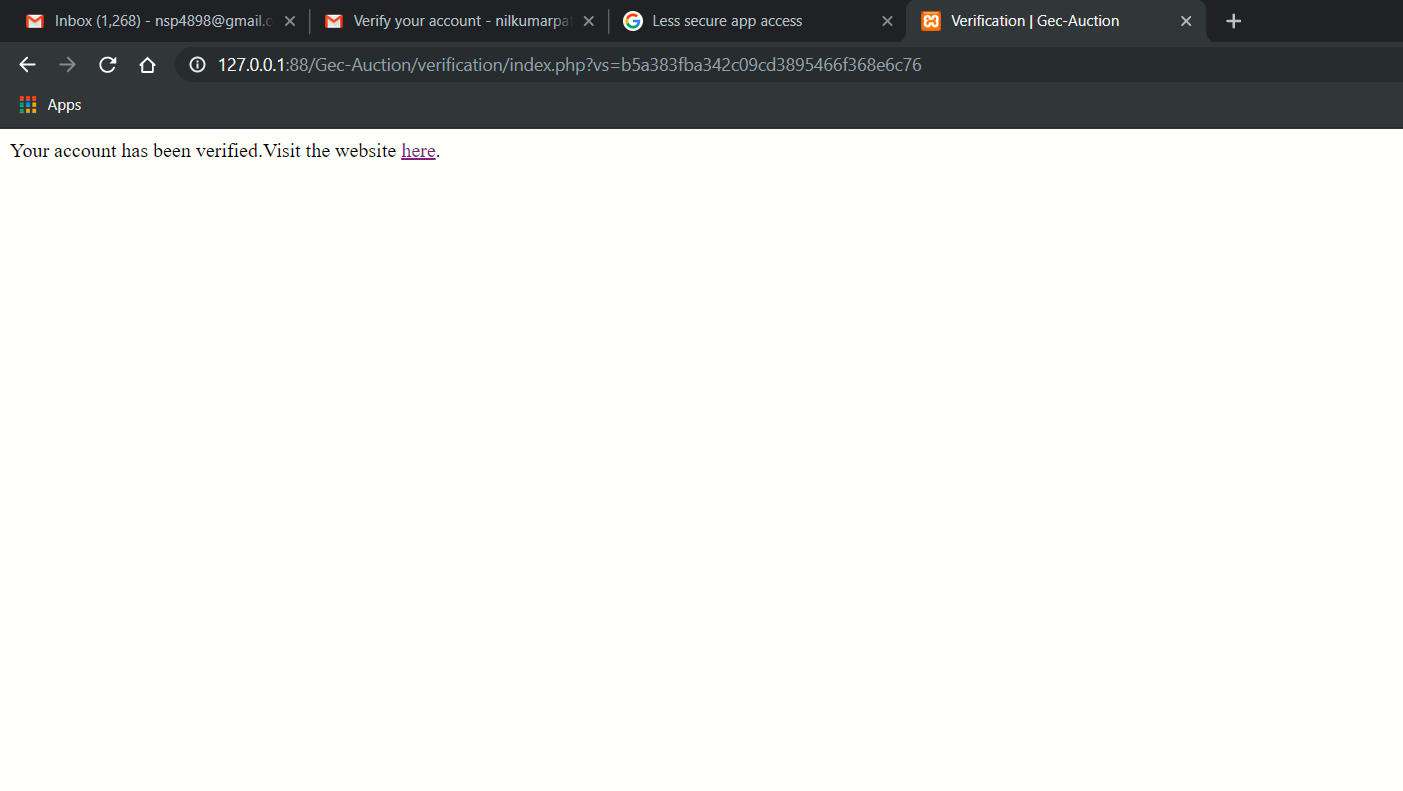 Inbox (1,268) - nsp4898@gmail.c
Verify your account - nilkumarpa
Less secure app access
Verification | Gec-Auction
127.0.0.1:88/Gec-Auction/verification/index.php?vs=b5a383fba342c09cd3895466f368e6c76
Apps
Your account has been verified.Visit the website here.